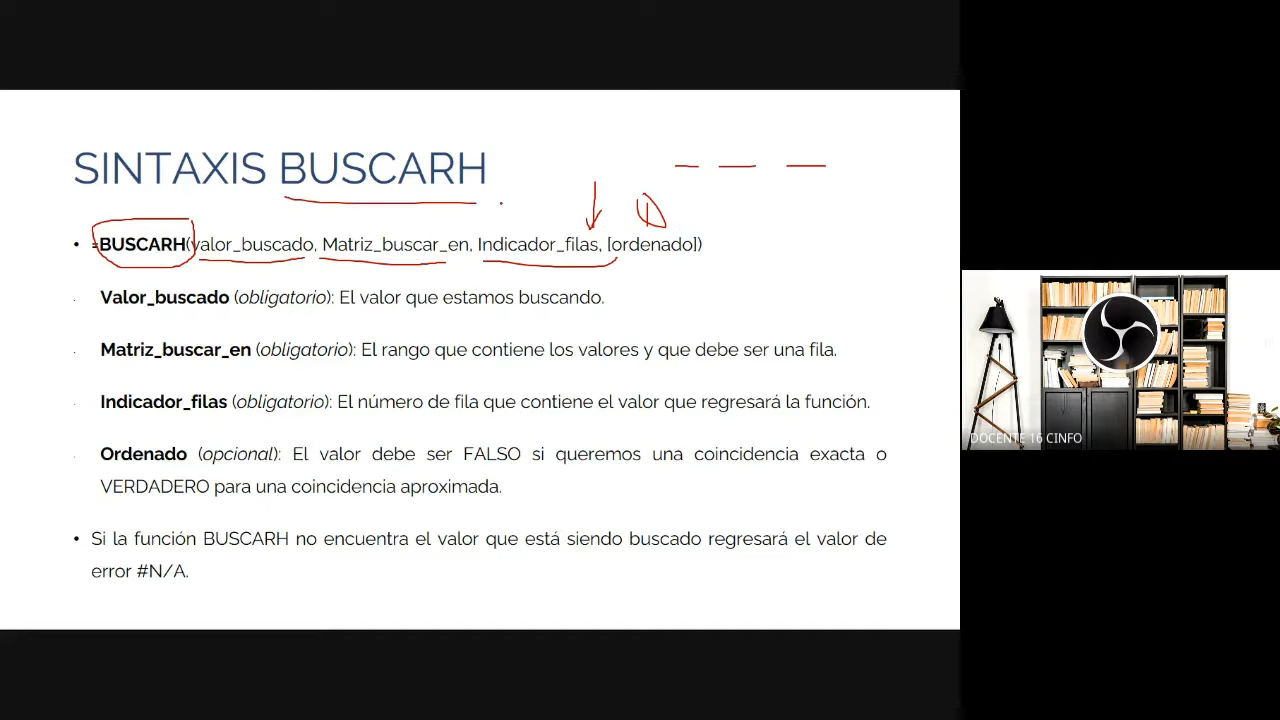 SINTAXIS BUSCARH
• =BUSCARH(valor_buscado, Matriz_buscar_en, Indicador_filas, [ordenado])
Valor_buscado (obligatorio): El valor que estamos buscando.
Matriz_buscar_en (obligatorio): El rango que contiene los valores y que debe ser una fila.
Indicador_filas (obligatorio): El número de fila que contiene el valor que regresará la función.
Ordenado (opcional): El valor debe ser FALSO si queremos una coincidencia exacta o
VERDADERO para una coincidencia aproximada.
• Si la función BUSCARH no encuentra el valor que está siendo buscado regresará el valor de
error #N/A.
DOCENTE 16 CINFO